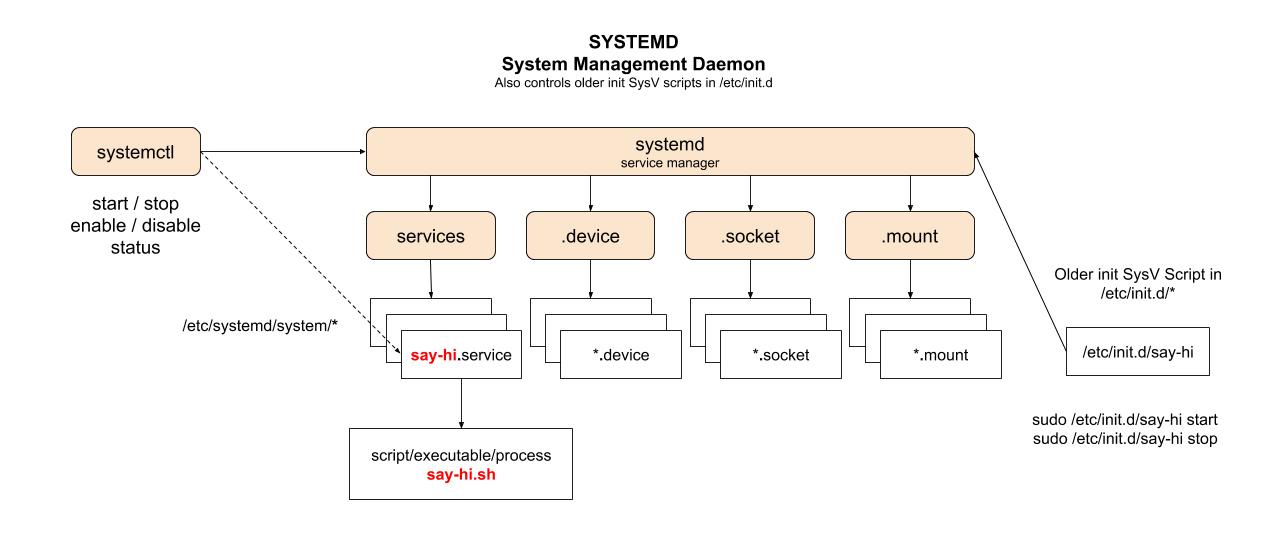 SYSTEMD
System Management Daemon
Also controls older init SysV scripts in /etc/init.d
systemctl
systemd
service manager
start / stop
enable / disable
status
services
.device
.socket
.mount
Older init SysV Script in
/etc/init.d/*
/etc/systemd/system/*
say-hi.service
*.device
*.socket
*.mount
/etc/init.d/say-hi
sudo /etc/init.d/say-hi start
sudo /etc/init.d/say-hi stop
script/executable/process
say-hi.sh